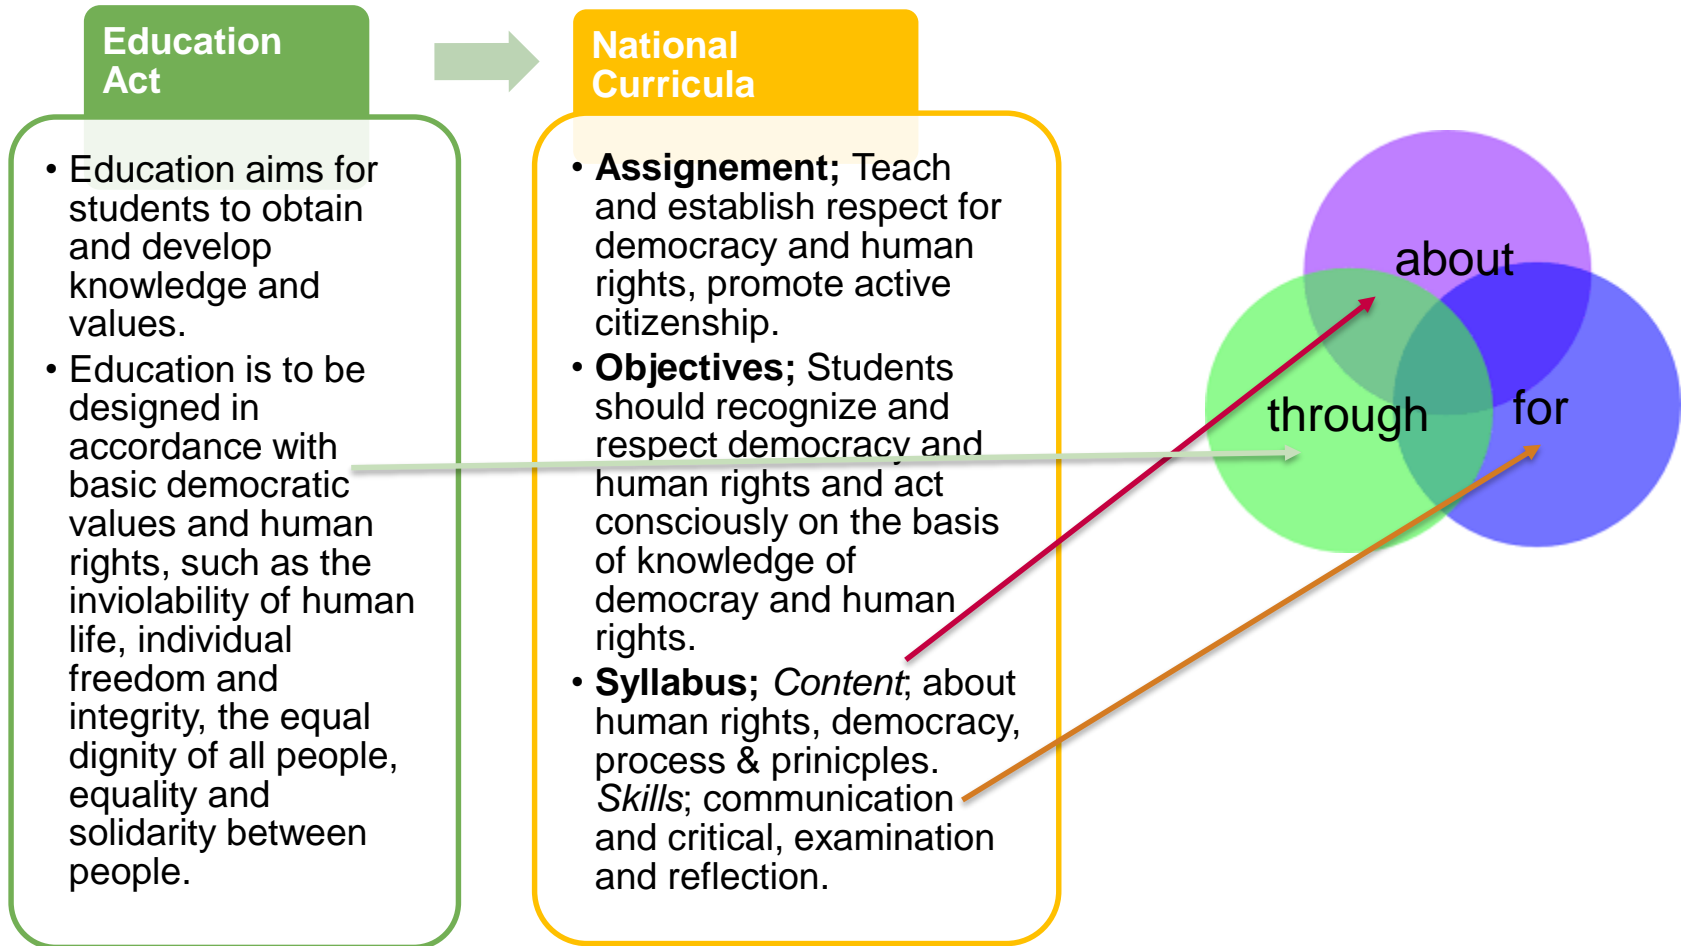 Education
Act
• Education aims for
students to obtain
and develop
knowledge and
values.
• Education is to be
designed in
accordance with
basic democratic
values and human
rights, such as the
inviolability of human
life, individual
freedom and
integrity, the equal
dignity of all people,
equality and
solidarity between
people.
National
Curricula
• Assignement; Teach
and establish respect for
democracy and human
rights, promote active
citizenship.
• Objectives; Students
should recognize and
respect democracy and
human rights and act
consciously on the basis
of knowledge of
democray and human
rights.
• Syllabus; Content; about
human rights, democracy,
process & prinicples.
Skills; communication
and critical, examination
and reflection.
about
through
for